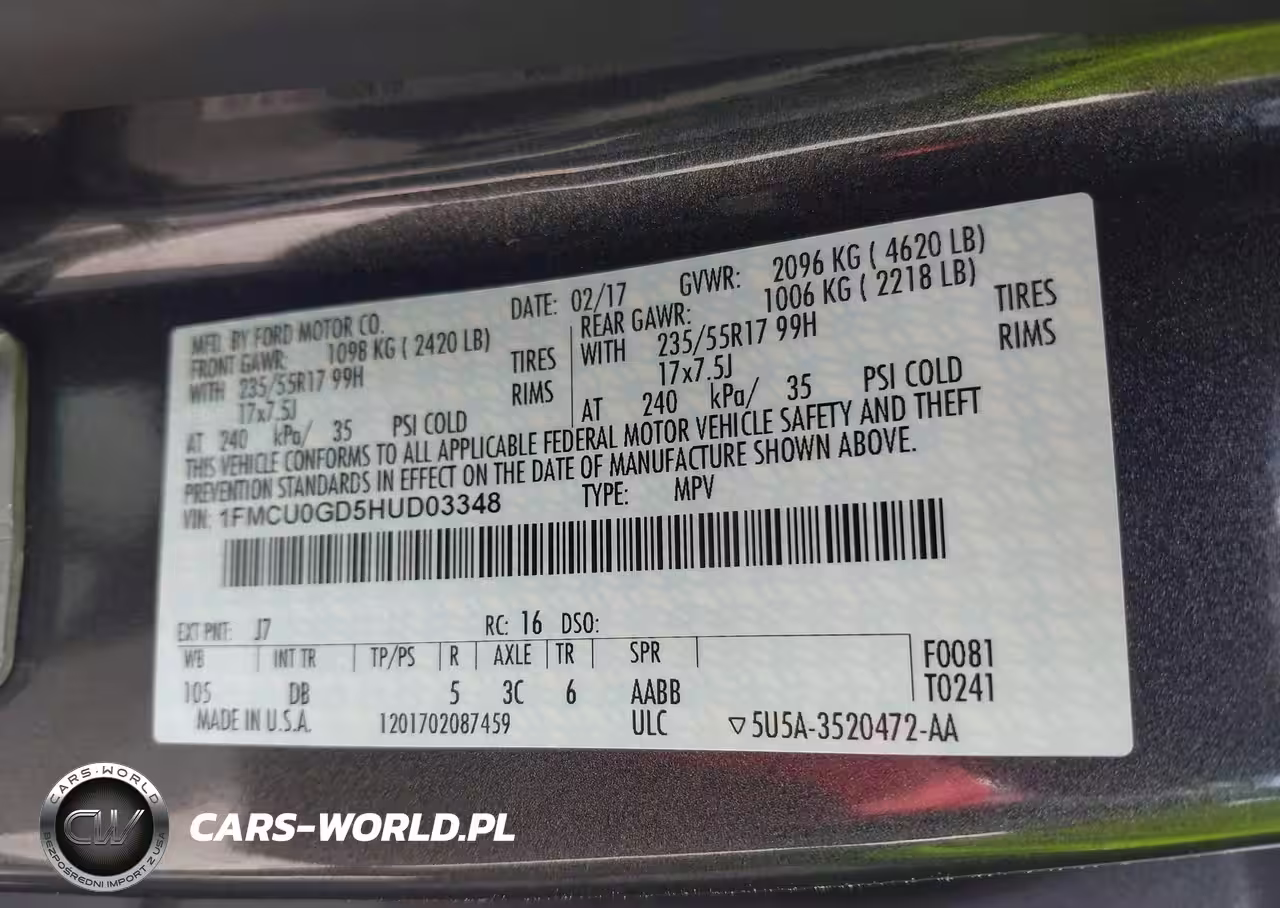 DATE: 02/17 GVWR: 2096 KG ( 4620 LB)
MFD. BY FORD MOTOR CO.
FRONT GAWR: 1098 KG ( 2420 LB)
WITH 235/55R17 99H TIRES
17x7.5J RIMS
AT 240 kPa/ 35 PSI COLD
REAR GAWR: 1006 KG ( 2218 LB)
WITH 235/55R17 99H TIRES
17x7.5J RIMS
AT 240 kPa/ 35 PSI COLD
THIS VEHICLE CONFORMS TO ALL APPLICABLE FEDERAL MOTOR VEHICLE SAFETY AND THEFT
PREVENTION STANDARDS IN EFFECT ON THE DATE OF MANUFACTURE SHOWN ABOVE.
VIN: 1FMCU0GD5HUD03348 TYPE: MPV
EXT PNT: J7 RC: 16 DSO:
WB INT TR TP/PS R AXLE TR SPR F0081
105 DB 5 3C 6 AABB T0241
MADE IN U.S.A. 1201702087459 ULC ▽5U5A-3520472-AA
CARS-WORLD
CW
BEZPOŚREDNI IMPORT Z USA
CARS-WORLD.PL